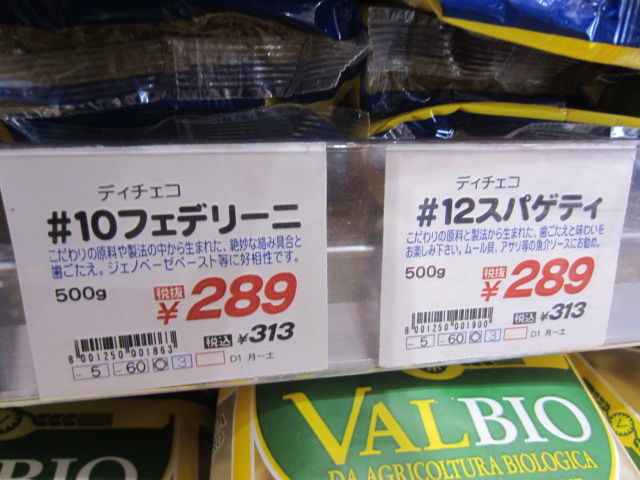 ディチェコ
#10フェデリーニ
こだわりの原料や製法の中から生まれた、絶妙な絡み具合と
歯ごたえ。ジェノベーゼペースト等に好相性です。
500g
税抜
¥289
税込 ¥313
8 001250 001863
5 60 3 D1 月~土
ディチェコ
#12スパゲティ
こだわりの原料と製法から生まれた、歯ごたえと味わいを
お楽しみ下さい。ムール貝、アサリ等の魚介ソースにお勧め。
500g
税抜
¥289
税込 ¥313
8 001250 001900
5 60 3 D1 月~土
BIO
VALBIO
DA AGRICOLTURA BIOLOGICA